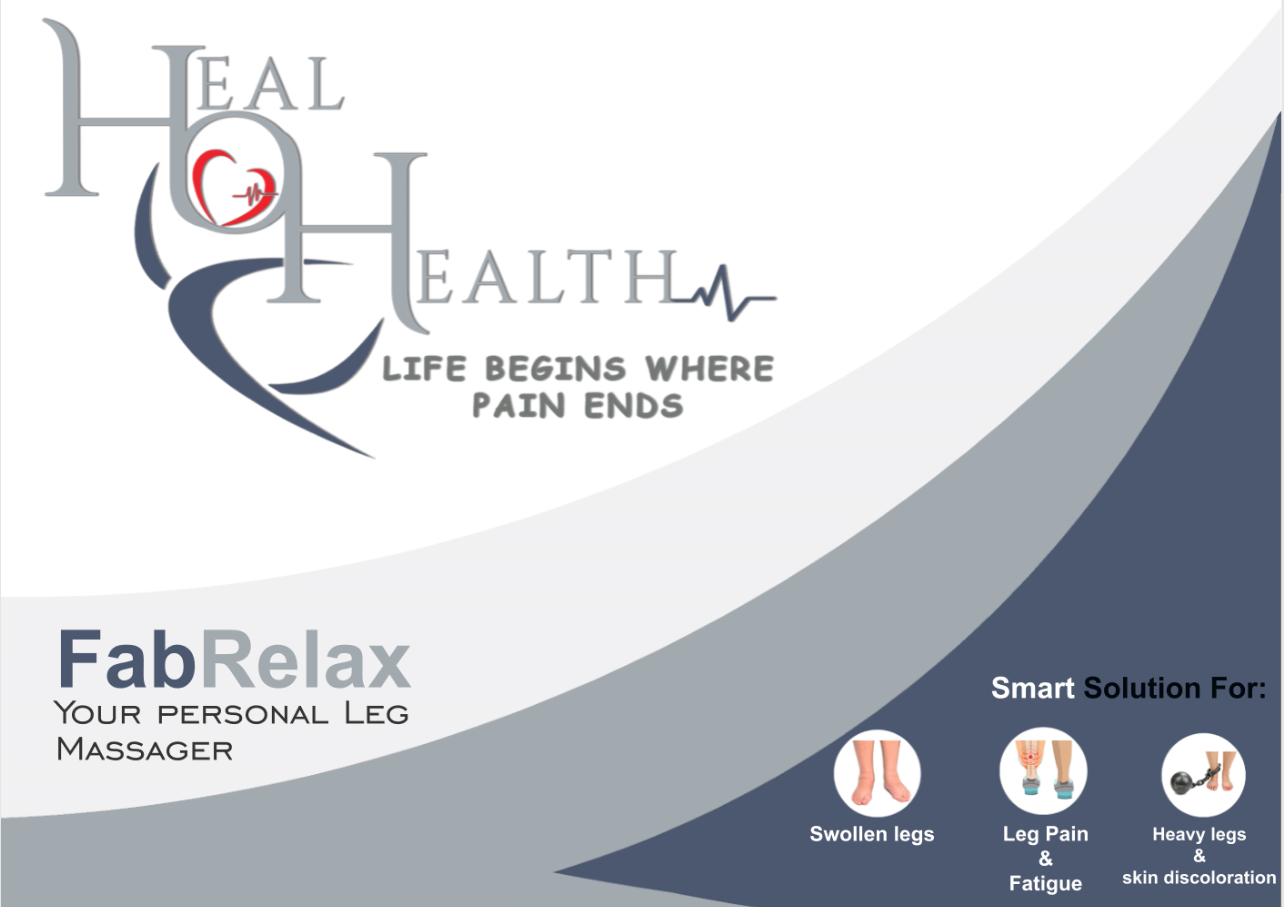 HEAL
HEALTH
LIFE BEGINS WHERE
PAIN ENDS
FabRelax
YOUR PERSONAL LEG
MASSAGER
Smart Solution For:
Swollen legs
Leg Pain
&
Fatigue
Heavy legs
&
skin discoloration